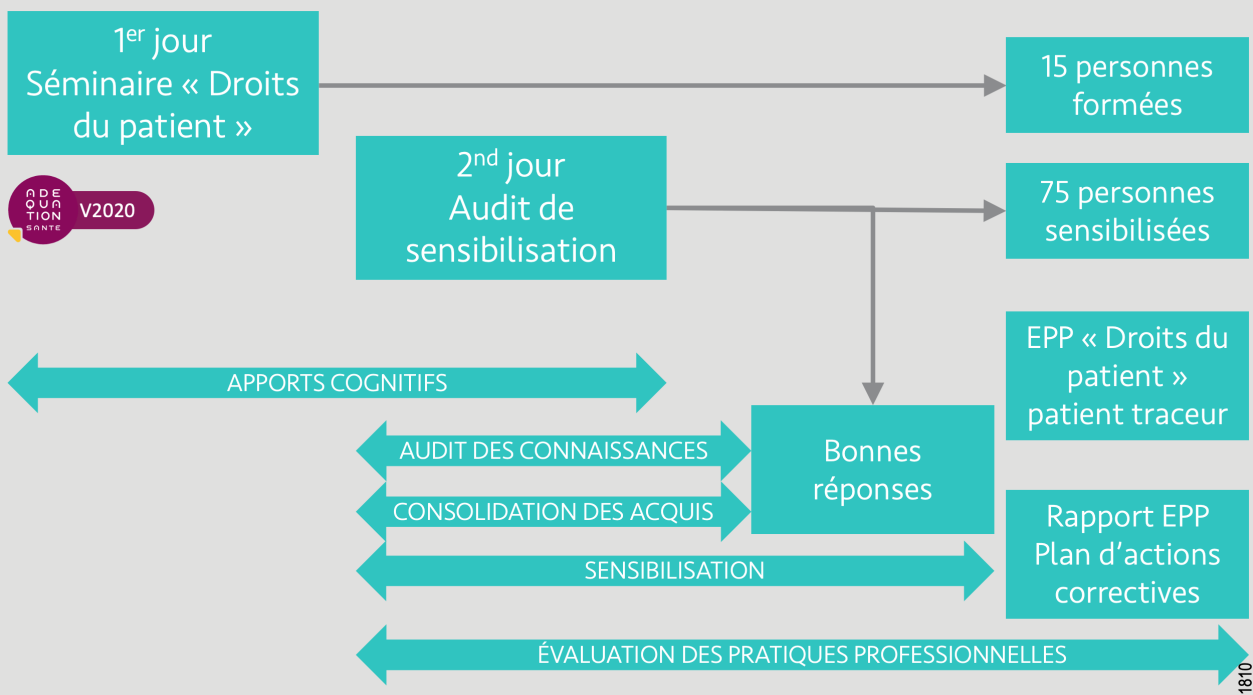 1er jour
Séminaire « Droits
du patient »
15 personnes
formées
2nd jour
Audit de
sensibilisation
75 personnes
sensibilisées
ADE
QUA
TION
SANTE
V2020
EPP « Droits du
patient »
patient traceur
APPORTS COGNITIFS
AUDIT DES CONNAISSANCES
Bonnes
réponses
CONSOLIDATION DES ACQUIS
Rapport EPP
Plan d’actions
correctives
SENSIBILISATION
ÉVALUATION DES PRATIQUES PROFESSIONNELLES
1810